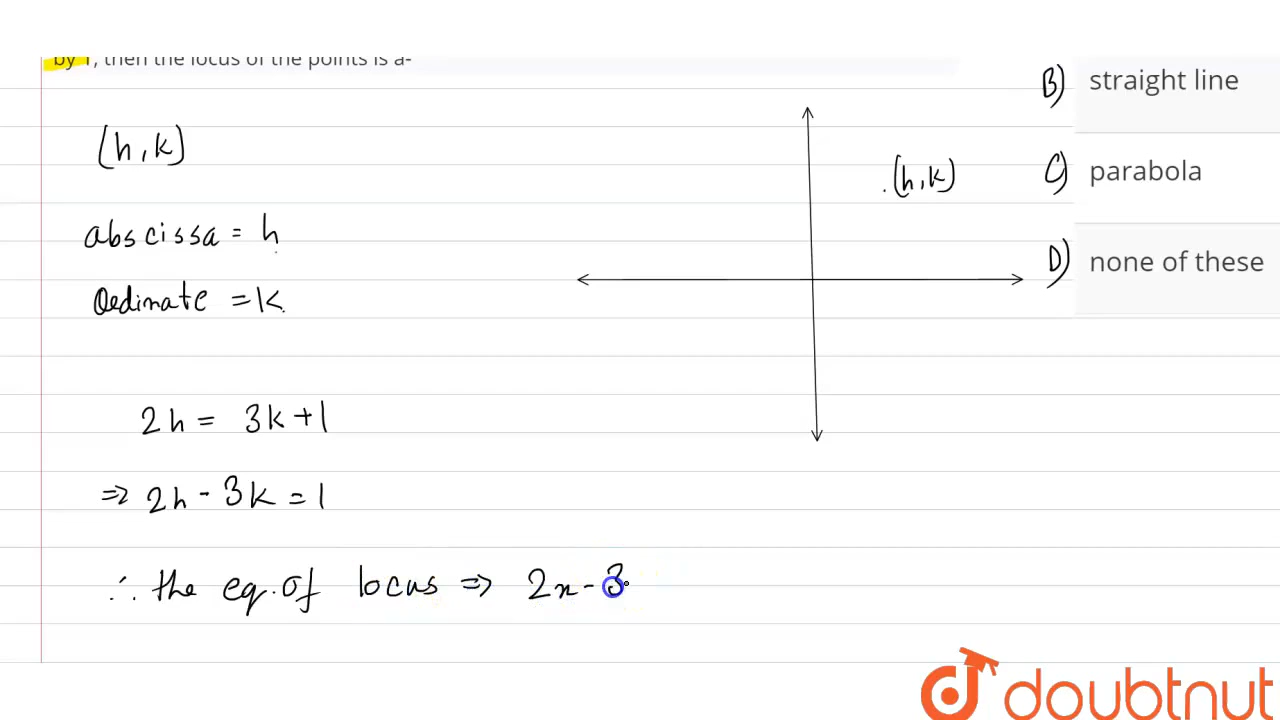 by 1, then the locus of the points is a-
B) straight line
(h, k)
.(h, k)
C) parabola
abscissa = h
D) none of these
Ordinate = k
2h = 3k + 1
⇒ 2h - 3k = 1
∴ the eq. of locus ⇒ 2x - 3
doubtnut